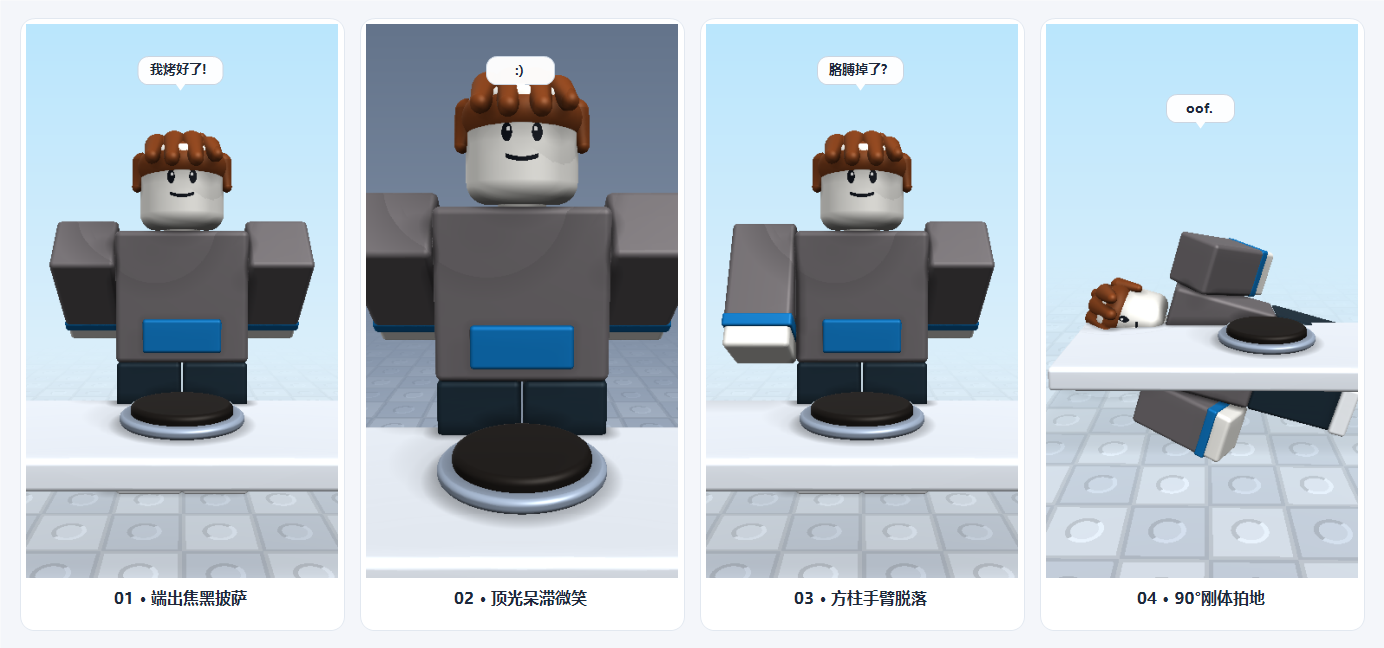 我烤好了!
:)
胳膊掉了?
oof.
01 • 端出焦黑披萨
02 • 顶光呆滞微笑
03 • 方柱手臂脱落
04 • 90°刚体拍地